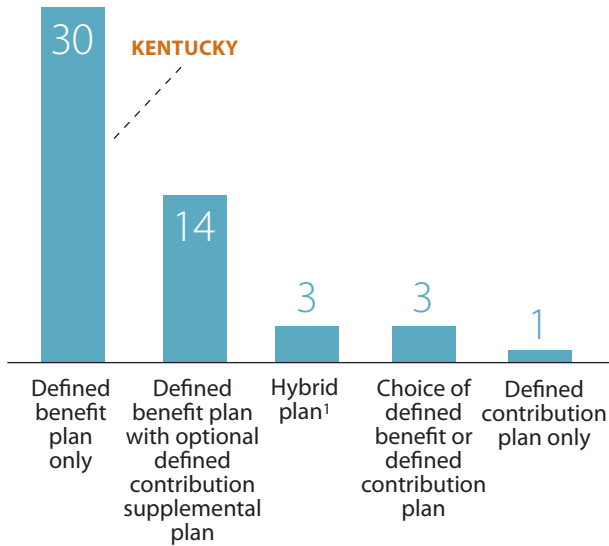 30
KENTUCKY
14
3
3
1
Defined
benefit
plan
only
Defined
benefit plan
with optional
defined
contribution
supplemental
plan
Hybrid
plan1
Choice of
defined
benefit or
defined
contribution
plan
Defined
contribution
plan only